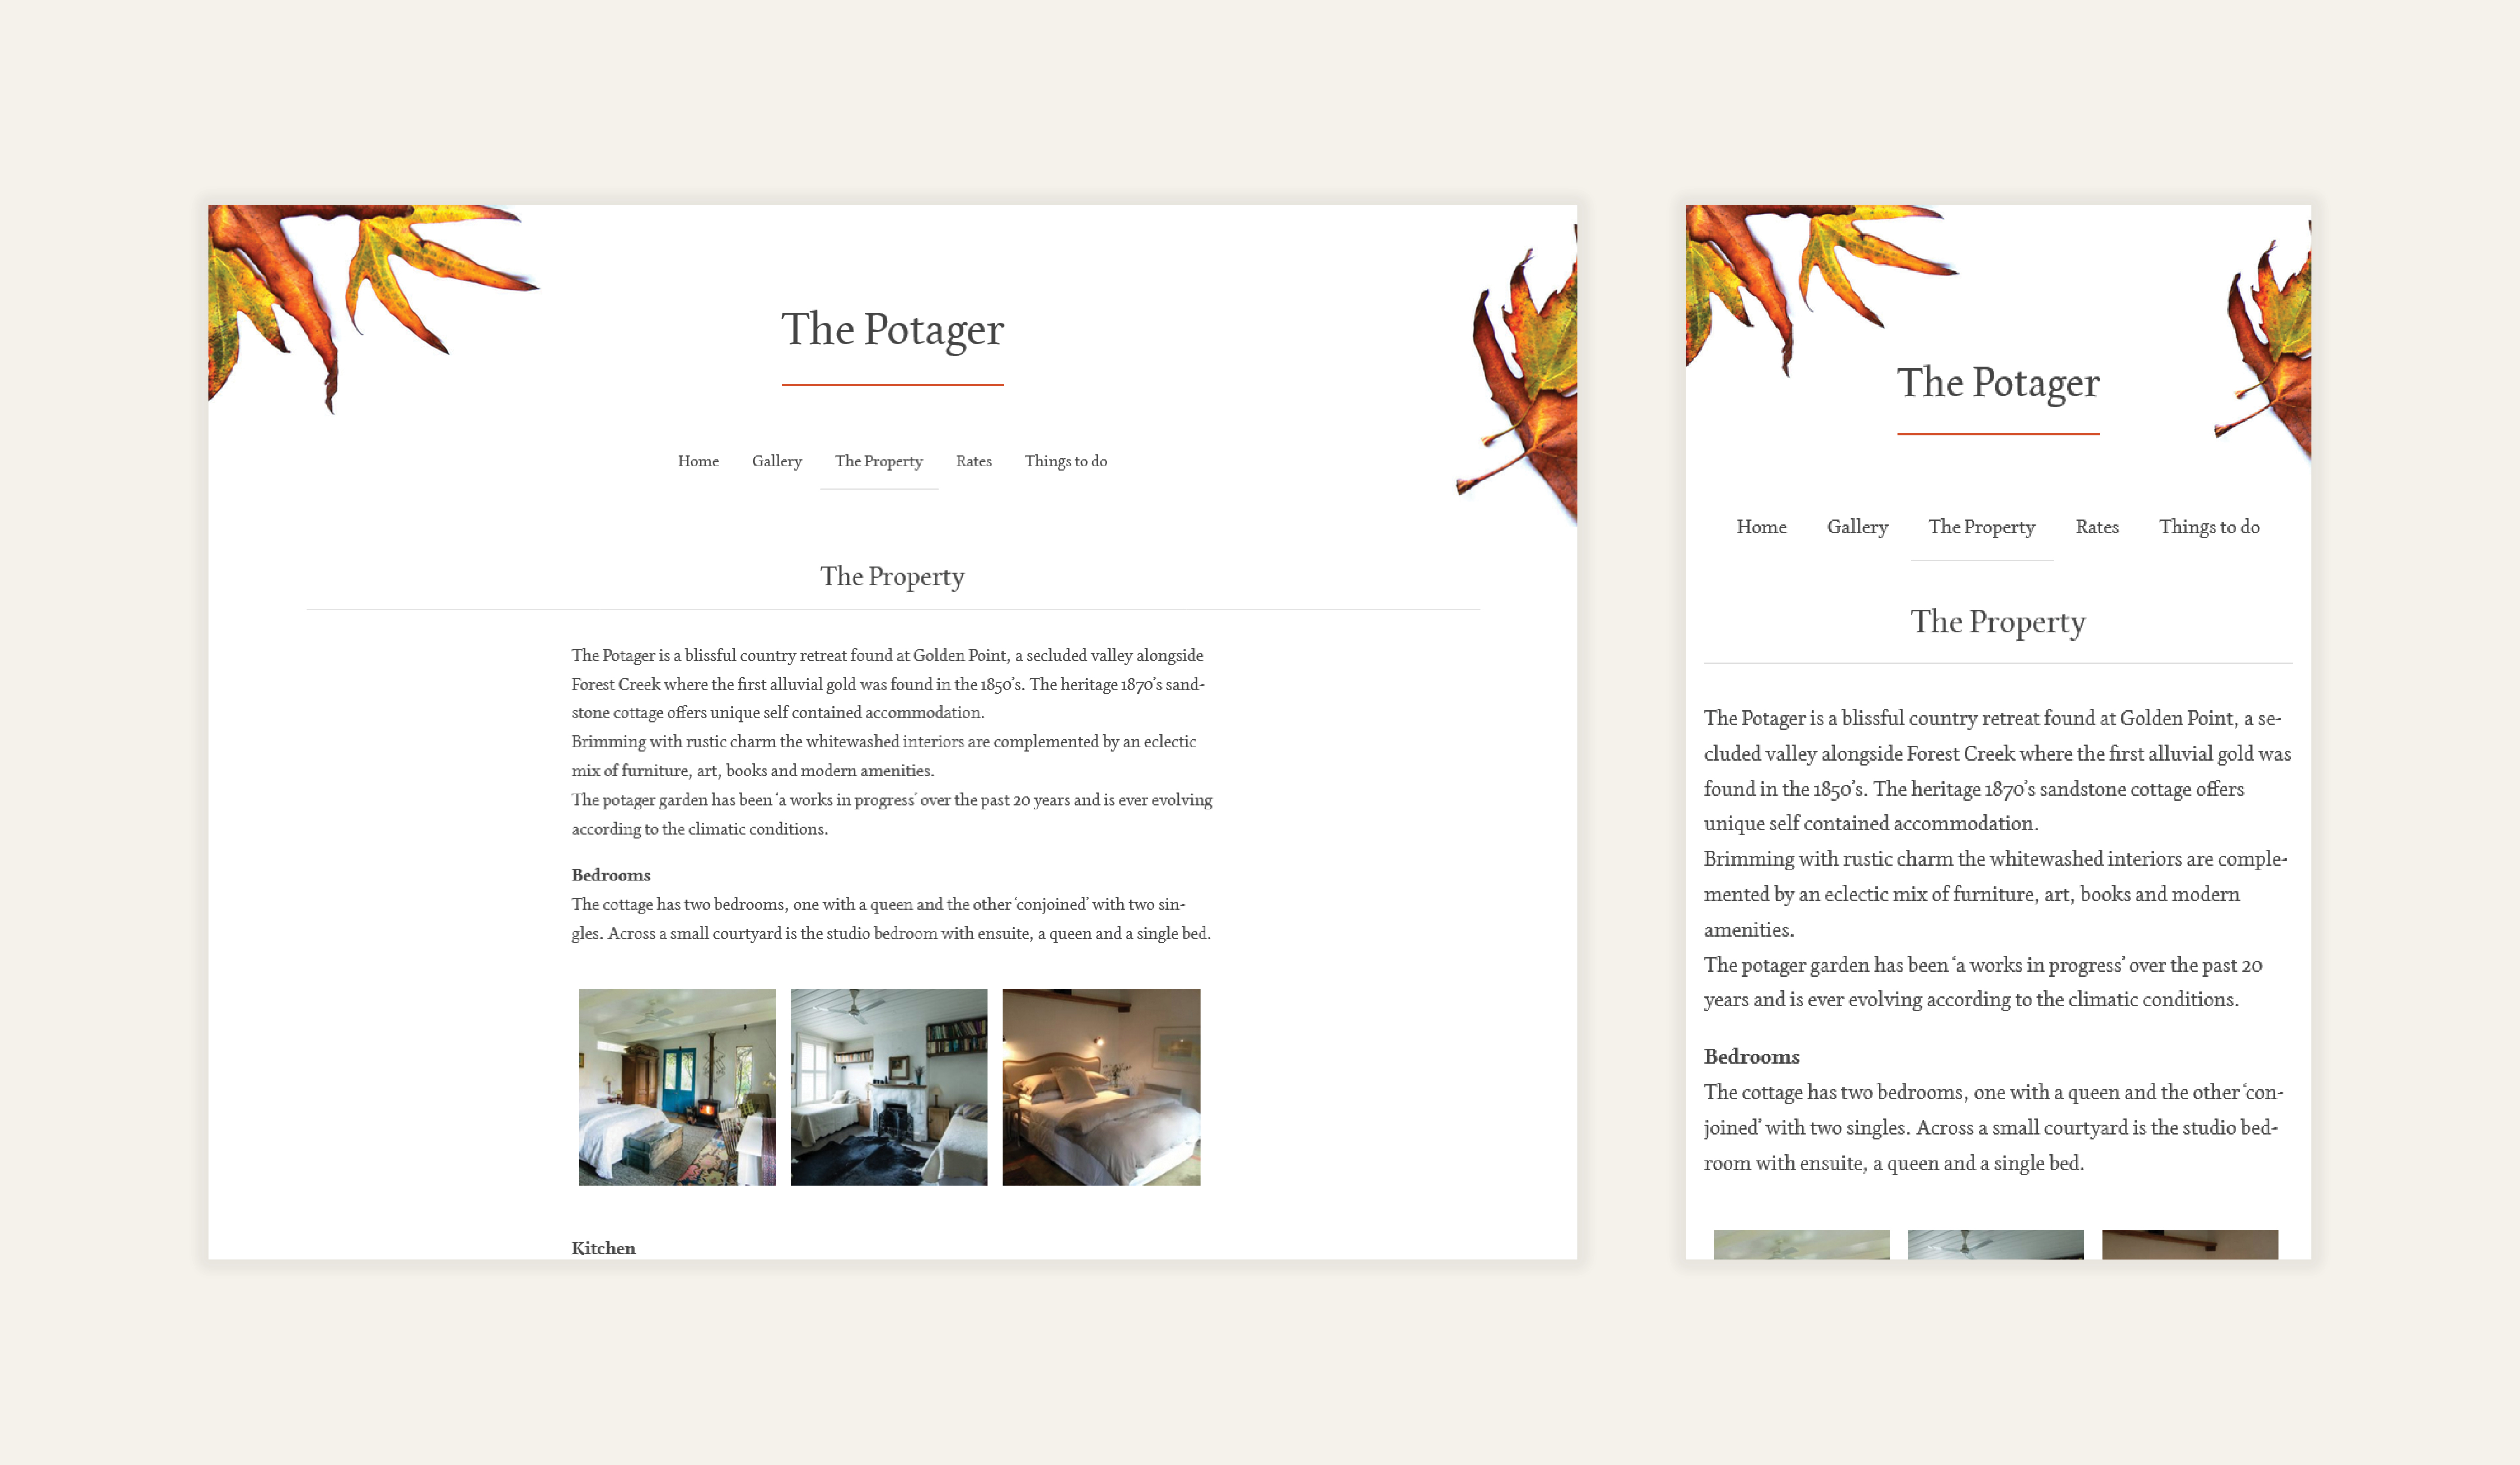 The Potager
Home Gallery The Property Rates Things to do
The Property
The Potager is a blissful country retreat found at Golden Point, a secluded valley alongside
Forest Creek where the first alluvial gold was found in the 1850’s. The heritage 1870’s sand-
stone cottage offers unique self contained accommodation.
Brimming with rustic charm the whitewashed interiors are complemented by an eclectic
mix of furniture, art, books and modern amenities.
The potager garden has been ‘a works in progress’ over the past 20 years and is ever evolving
according to the climatic conditions.
Bedrooms
The cottage has two bedrooms, one with a queen and the other ‘conjoined’ with two sin-
gles. Across a small courtyard is the studio bedroom with ensuite, a queen and a single bed.
Kitchen
The Potager
Home Gallery The Property Rates Things to do
The Property
The Potager is a blissful country retreat found at Golden Point, a se-
cluded valley alongside Forest Creek where the first alluvial gold was
found in the 1850’s. The heritage 1870’s sandstone cottage offers
unique self contained accommodation.
Brimming with rustic charm the whitewashed interiors are comple-
mented by an eclectic mix of furniture, art, books and modern
amenities.
The potager garden has been ‘a works in progress’ over the past 20
years and is ever evolving according to the climatic conditions.
Bedrooms
The cottage has two bedrooms, one with a queen and the other ‘con-
joined’ with two singles. Across a small courtyard is the studio bed-
room with ensuite, a queen and a single bed.